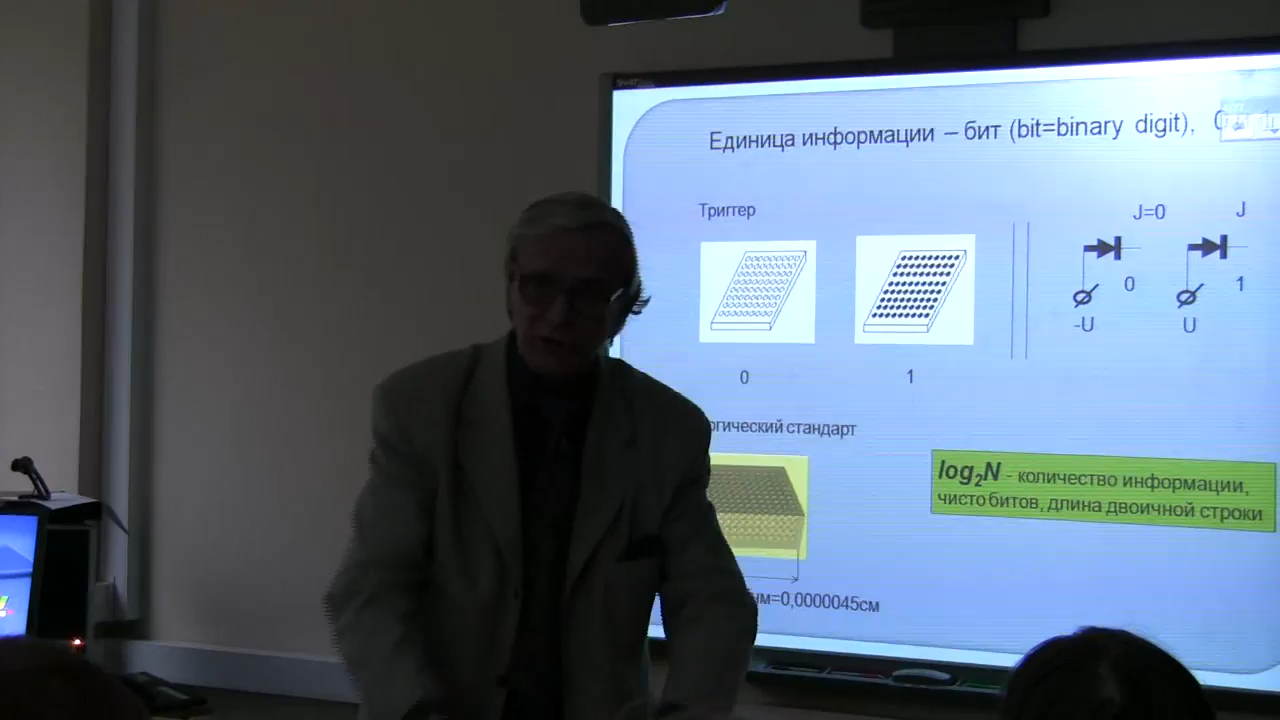 Единица информации – бит (bit=binary digit),
Триггер
J=0 J
0 1
-U U
0 1
огический стандарт
log₂N - количество информации,
чисто битов, длина двоичной строки
нм=0,0000045см